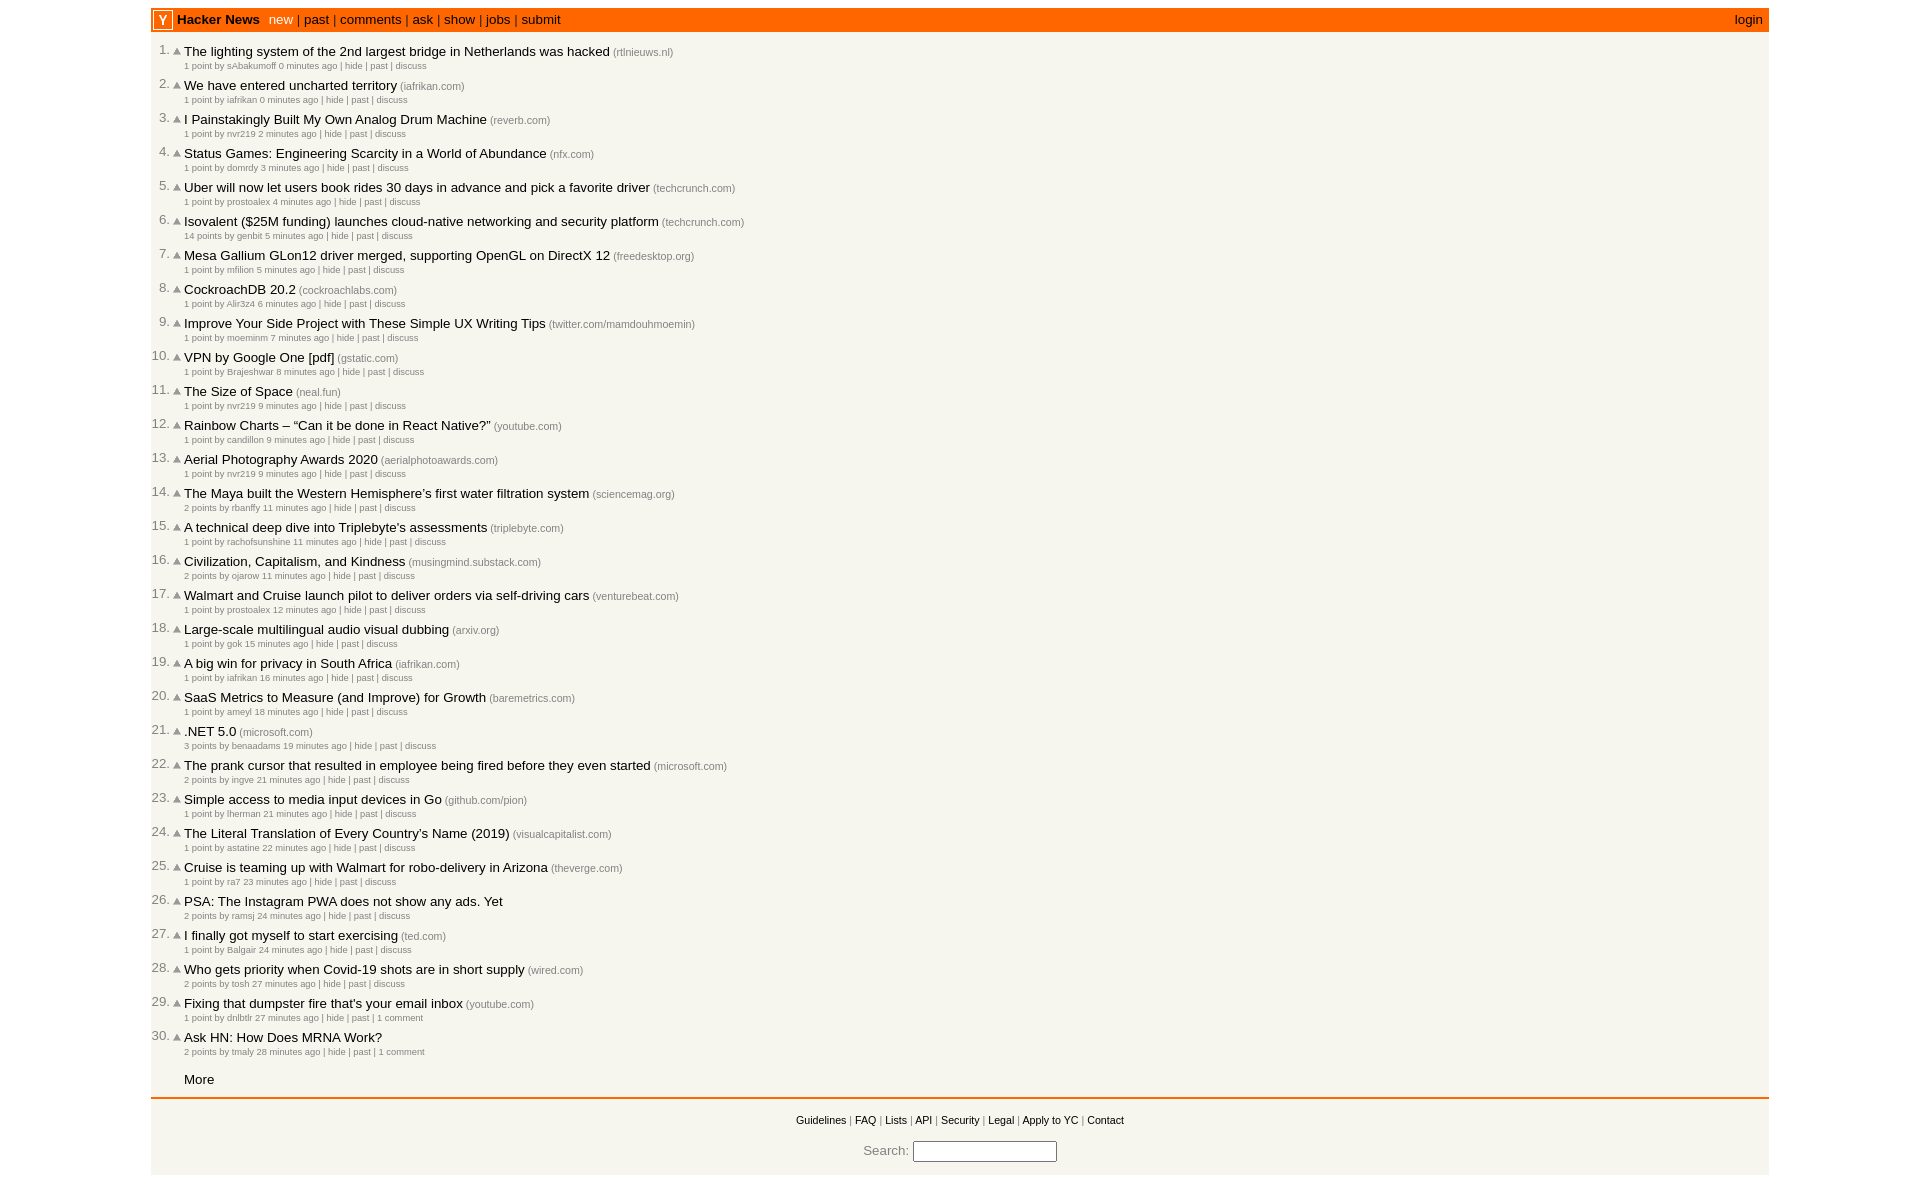 Y Hacker News new | past | comments | ask | show | jobs | submit login
1. The lighting system of the 2nd largest bridge in Netherlands was hacked (rtlnieuws.nl)
1 point by sAbakumoff 0 minutes ago | hide | past | discuss
2. We have entered uncharted territory (iafrikan.com)
1 point by iafrikan 0 minutes ago | hide | past | discuss
3. I Painstakingly Built My Own Analog Drum Machine (reverb.com)
1 point by nvr219 2 minutes ago | hide | past | discuss
4. Status Games: Engineering Scarcity in a World of Abundance (nfx.com)
1 point by domrdy 3 minutes ago | hide | past | discuss
5. Uber will now let users book rides 30 days in advance and pick a favorite driver (techcrunch.com)
1 point by prostoalex 4 minutes ago | hide | past | discuss
6. Isovalent ($25M funding) launches cloud-native networking and security platform (techcrunch.com)
14 points by genbit 5 minutes ago | hide | past | discuss
7. Mesa Gallium GLon12 driver merged, supporting OpenGL on DirectX 12 (freedesktop.org)
1 point by mfilion 5 minutes ago | hide | past | discuss
8. CockroachDB 20.2 (cockroachlabs.com)
1 point by Alir3z4 6 minutes ago | hide | past | discuss
9. Improve Your Side Project with These Simple UX Writing Tips (twitter.com/mamdouhmoemin)
1 point by moeminm 7 minutes ago | hide | past | discuss
10. VPN by Google One [pdf] (gstatic.com)
1 point by Brajeshwar 8 minutes ago | hide | past | discuss
11. The Size of Space (neal.fun)
1 point by nvr219 9 minutes ago | hide | past | discuss
12. Rainbow Charts – “Can it be done in React Native?” (youtube.com)
1 point by candillon 9 minutes ago | hide | past | discuss
13. Aerial Photography Awards 2020 (aerialphotoawards.com)
1 point by nvr219 9 minutes ago | hide | past | discuss
14. The Maya built the Western Hemisphere’s first water filtration system (sciencemag.org)
2 points by rbanffy 11 minutes ago | hide | past | discuss
15. A technical deep dive into Triplebyte's assessments (triplebyte.com)
1 point by rachofsunshine 11 minutes ago | hide | past | discuss
16. Civilization, Capitalism, and Kindness (musingmind.substack.com)
2 points by ojarow 11 minutes ago | hide | past | discuss
17. Walmart and Cruise launch pilot to deliver orders via self-driving cars (venturebeat.com)
1 point by prostoalex 12 minutes ago | hide | past | discuss
18. Large-scale multilingual audio visual dubbing (arxiv.org)
1 point by gok 15 minutes ago | hide | past | discuss
19. A big win for privacy in South Africa (iafrikan.com)
1 point by iafrikan 16 minutes ago | hide | past | discuss
20. SaaS Metrics to Measure (and Improve) for Growth (baremetrics.com)
1 point by ameyl 18 minutes ago | hide | past | discuss
21. .NET 5.0 (microsoft.com)
3 points by benaadams 19 minutes ago | hide | past | discuss
22. The prank cursor that resulted in employee being fired before they even started (microsoft.com)
2 points by ingve 21 minutes ago | hide | past | discuss
23. Simple access to media input devices in Go (github.com/pion)
1 point by lherman 21 minutes ago | hide | past | discuss
24. The Literal Translation of Every Country’s Name (2019) (visualcapitalist.com)
1 point by astatine 22 minutes ago | hide | past | discuss
25. Cruise is teaming up with Walmart for robo-delivery in Arizona (theverge.com)
1 point by ra7 23 minutes ago | hide | past | discuss
26. PSA: The Instagram PWA does not show any ads. Yet
2 points by ramsj 24 minutes ago | hide | past | discuss
27. I finally got myself to start exercising (ted.com)
1 point by Balgair 24 minutes ago | hide | past | discuss
28. Who gets priority when Covid-19 shots are in short supply (wired.com)
2 points by tosh 27 minutes ago | hide | past | discuss
29. Fixing that dumpster fire that's your email inbox (youtube.com)
1 point by dnlbtlr 27 minutes ago | hide | past | 1 comment
30. Ask HN: How Does MRNA Work?
2 points by tmaly 28 minutes ago | hide | past | 1 comment
More
Guidelines | FAQ | Lists | API | Security | Legal | Apply to YC | Contact
Search: